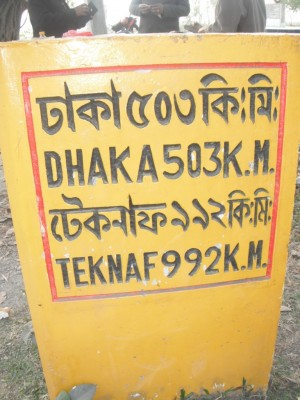 ঢাকা ৫০৩ কি:মি:
DHAKA 503 K.M.
টেকনাফ ৯৯২ কি:মি:
TEKNAF 992 K.M.